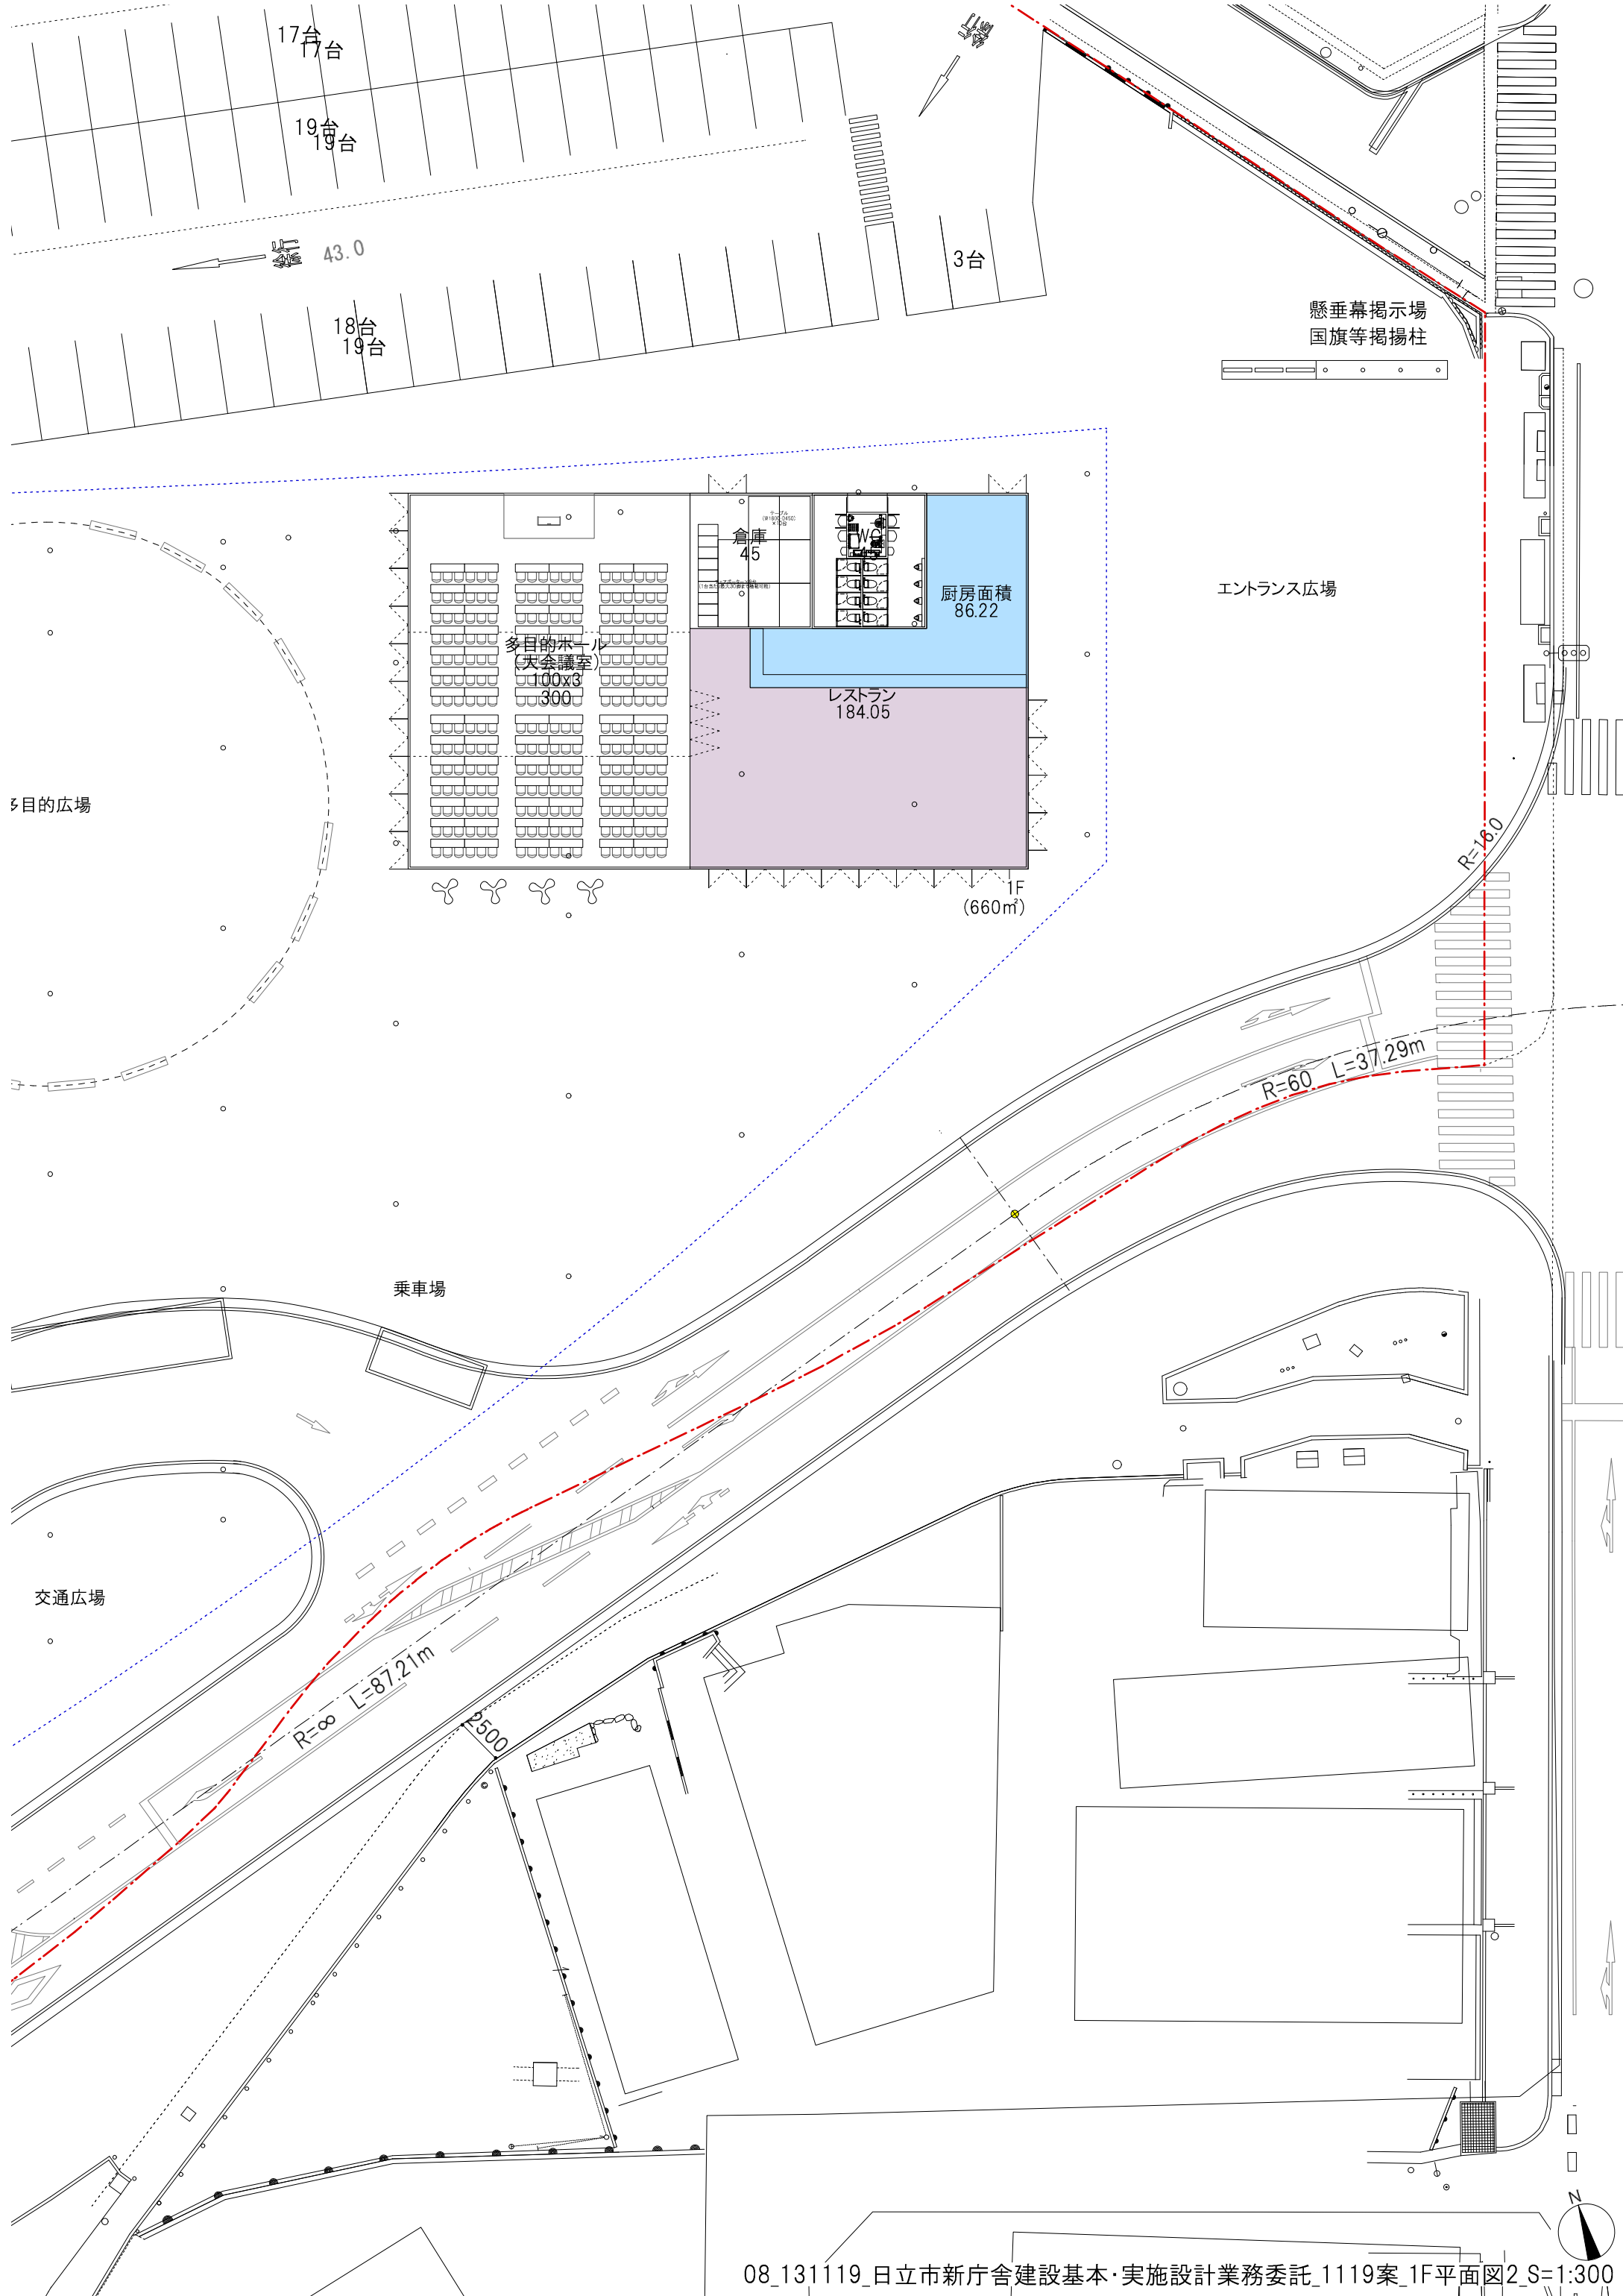 17台
17台
19台
19台
進行
進行
43.0
3台
18台
19台
懸垂幕掲示場
国旗等掲揚柱
倉庫
45
WC
45
厨房面積
86.22
エントランス広場
多目的ホール
(大会議室)
100x3
300
レストラン
184.05
多目的広場
R=16.0
1F
(660㎡)
R=60 L=37.29m
乗車場
交通広場
R=∞ L=87.21m
2500
N
08_131119_日立市新庁舎建設基本・実施設計業務委託_1119案_1F平面図2_S=1:300